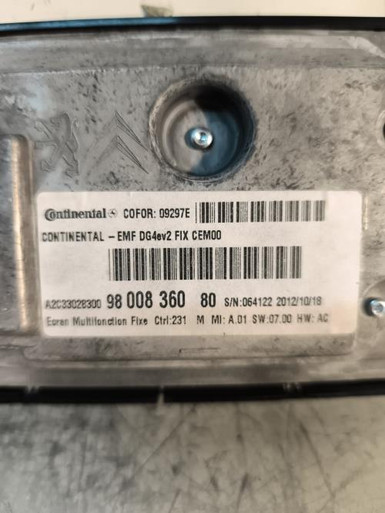 Continental COFOR: 09297E
CONTINENTAL - EMF DG4ev2 FIX CEM00
A2C33028300 98 008 360 80 S/N:064122 2012/10/18
Ecran Multifonction Fixe Ctrl:231 M MI: A.01 SW:07.00 HW: AC